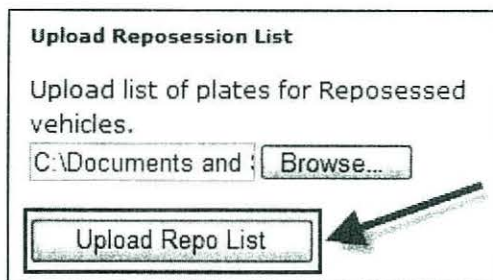 Upload Reposession List
Upload list of plates for Reposessed
vehicles.
C:\Documents and Browse...
Upload Repo List